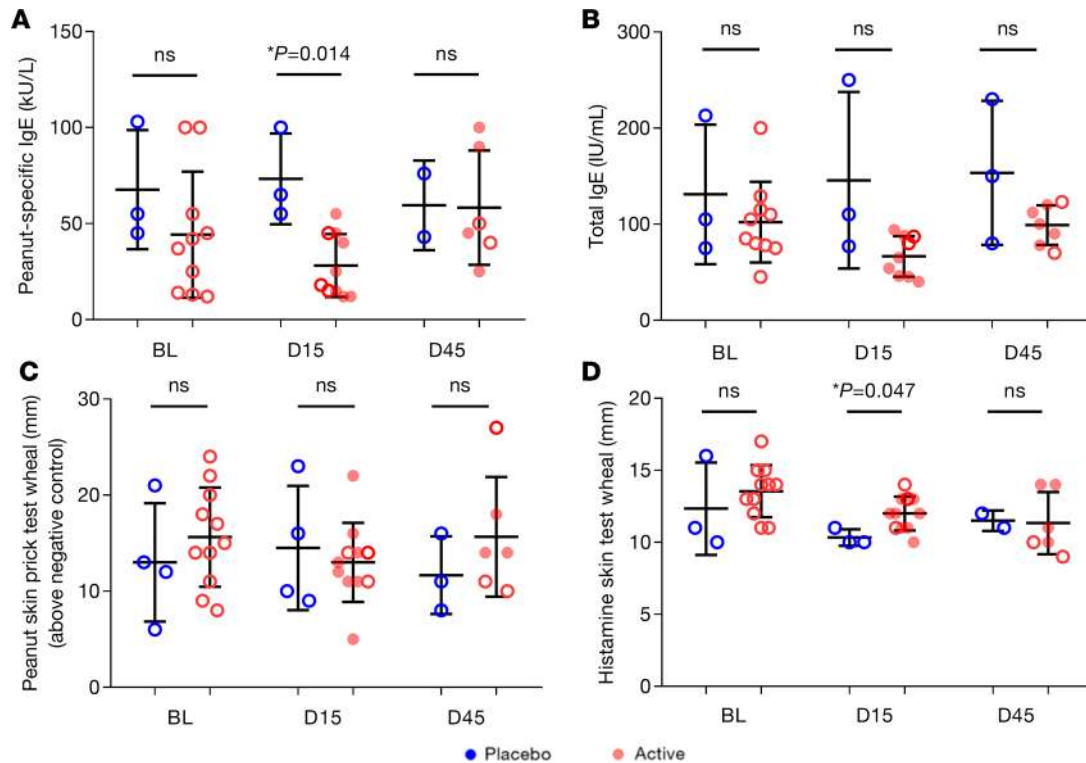 A
Peanut-specific IgE (kU/L)
150
100
50
0
ns
*P=0.014
ns
BL
D15
D45
B
Total IgE (IU/mL)
300
200
100
0
ns
ns
ns
BL
D15
D45
C
Peanut skin prick test wheal (mm)
(above negative control)
30
20
10
0
ns
ns
ns
BL
D15
D45
D
Histamine skin test wheal (mm)
20
15
10
5
0
ns
*P=0.047
ns
BL
D15
D45
Placebo
Active